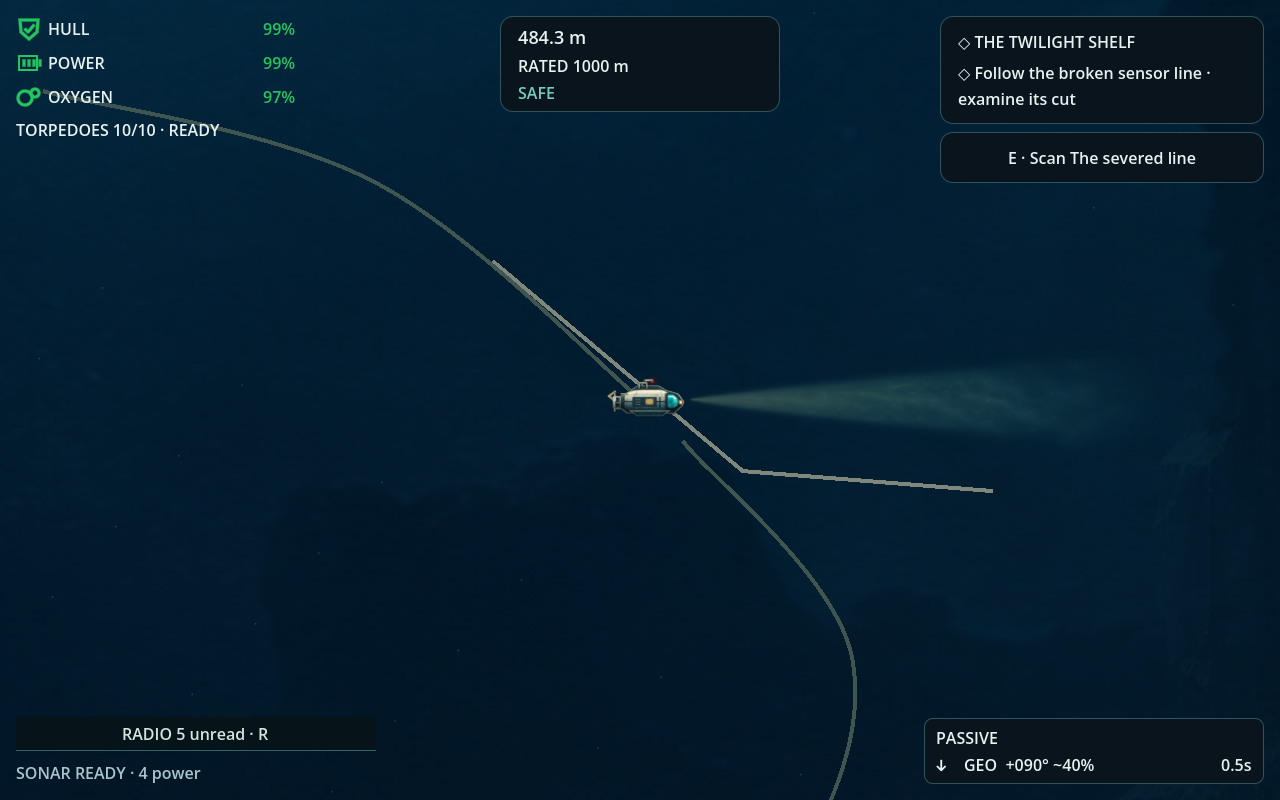 HULL 99%
POWER 99%
OXYGEN 97%
TORPEDOES 10/10 · READY
484.3 m
RATED 1000 m
SAFE
◇ THE TWILIGHT SHELF
◇ Follow the broken sensor line ·
examine its cut
E · Scan The severed line
RADIO 5 unread · R
SONAR READY · 4 power
PASSIVE
↓ GEO +090° ~40% 0.5s